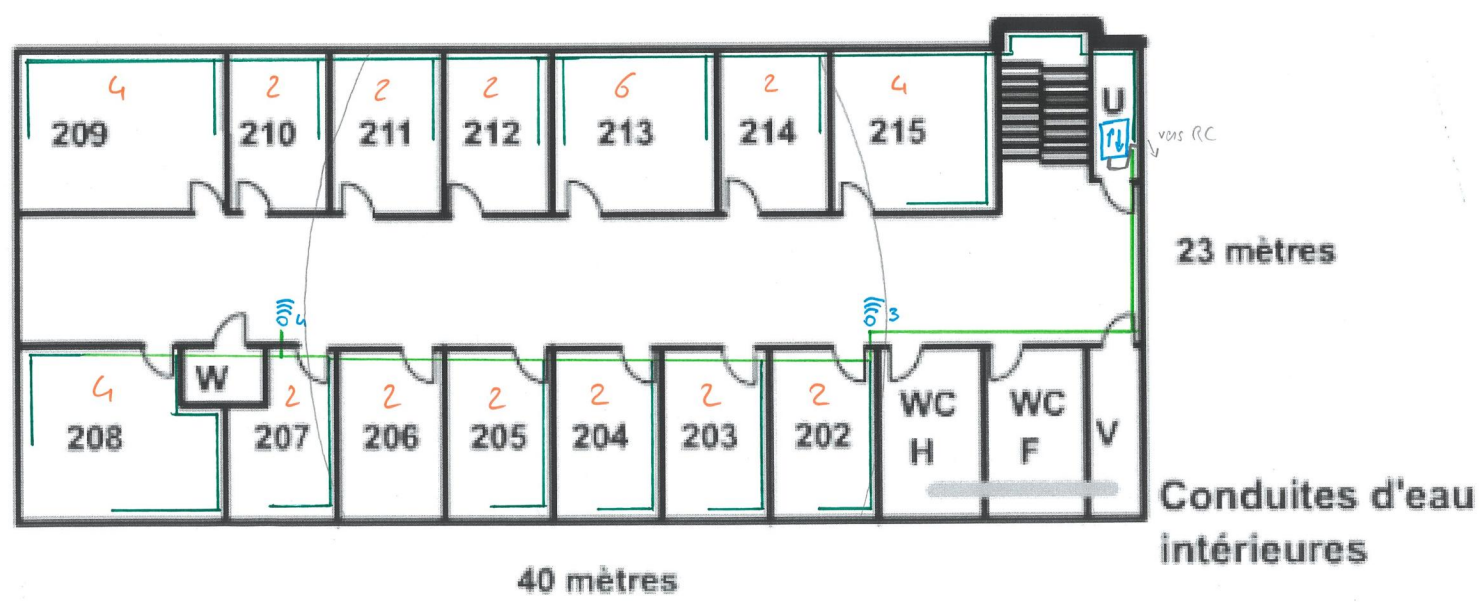 4 2 2 2 6 2 4
209 210 211 212 213 214 215 U
vers RC
23 mètres
4 3
W
4 2 2 2 2 2 2
208 207 206 205 204 203 202
WC H
WC F
V
Conduites d'eau
intérieures
40 mètres